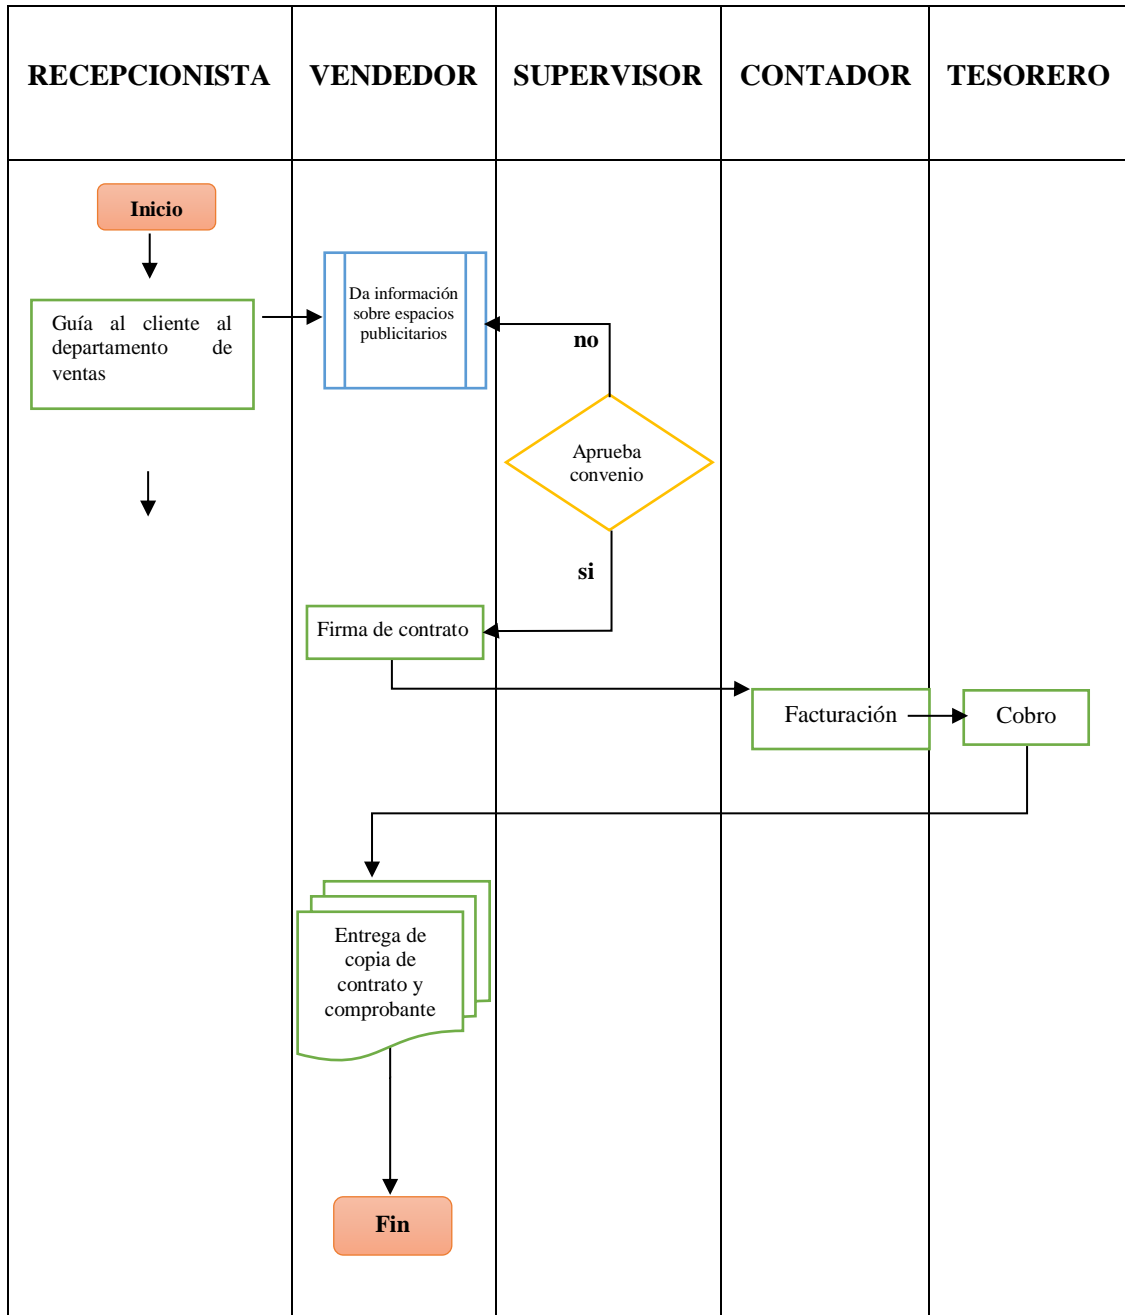 RECEPCIONISTA
VENDEDOR
SUPERVISOR
CONTADOR
TESORERO
Inicio
Guía al cliente al
departamento de
ventas
Da información
sobre espacios
publicitarios
no
Aprueba
convenio
si
Firma de contrato
Facturación
Cobro
Entrega de
copia de
contrato y
comprobante
Fin